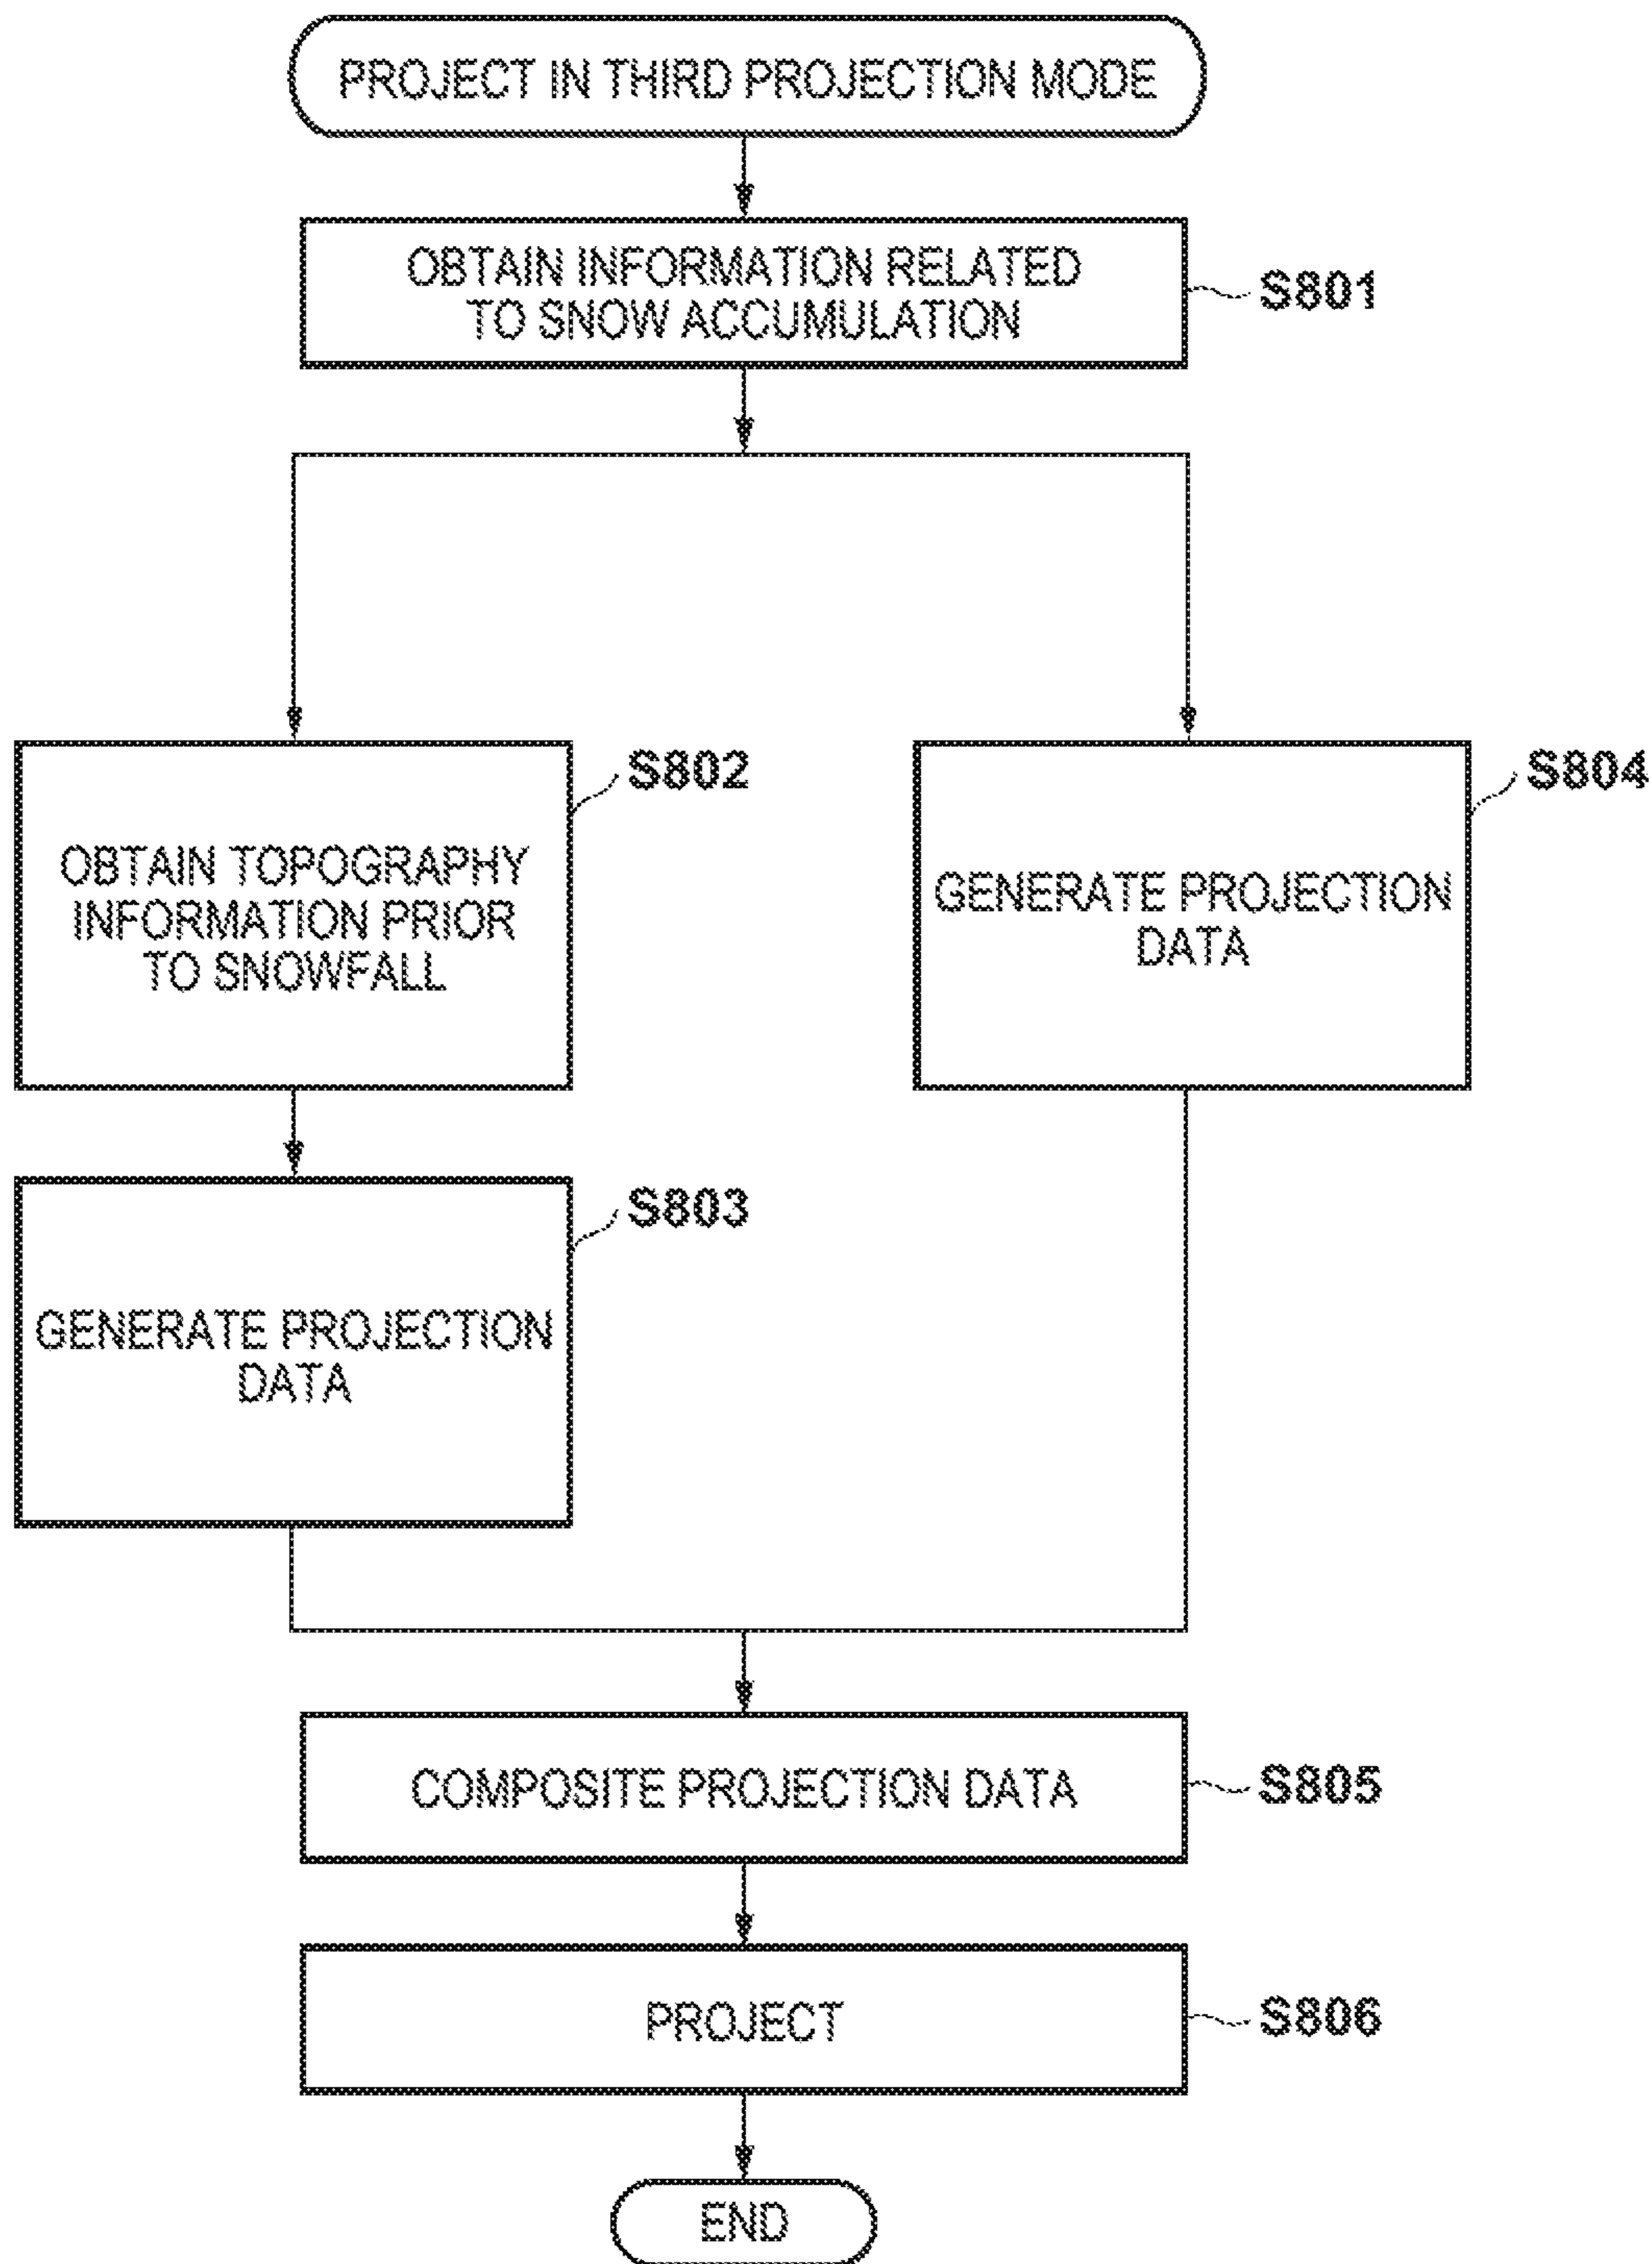 PROJECT IN THIRD PROJECTION MODE
OBTAIN INFORMATION RELATED
TO SNOW ACCUMULATION
S801
S802
OBTAIN TOPOGRAPHY
INFORMATION PRIOR
TO SNOWFALL
S804
GENERATE PROJECTION
DATA
S803
GENERATE PROJECTION
DATA
COMPOSITE PROJECTION DATA
S805
PROJECT
S806
END